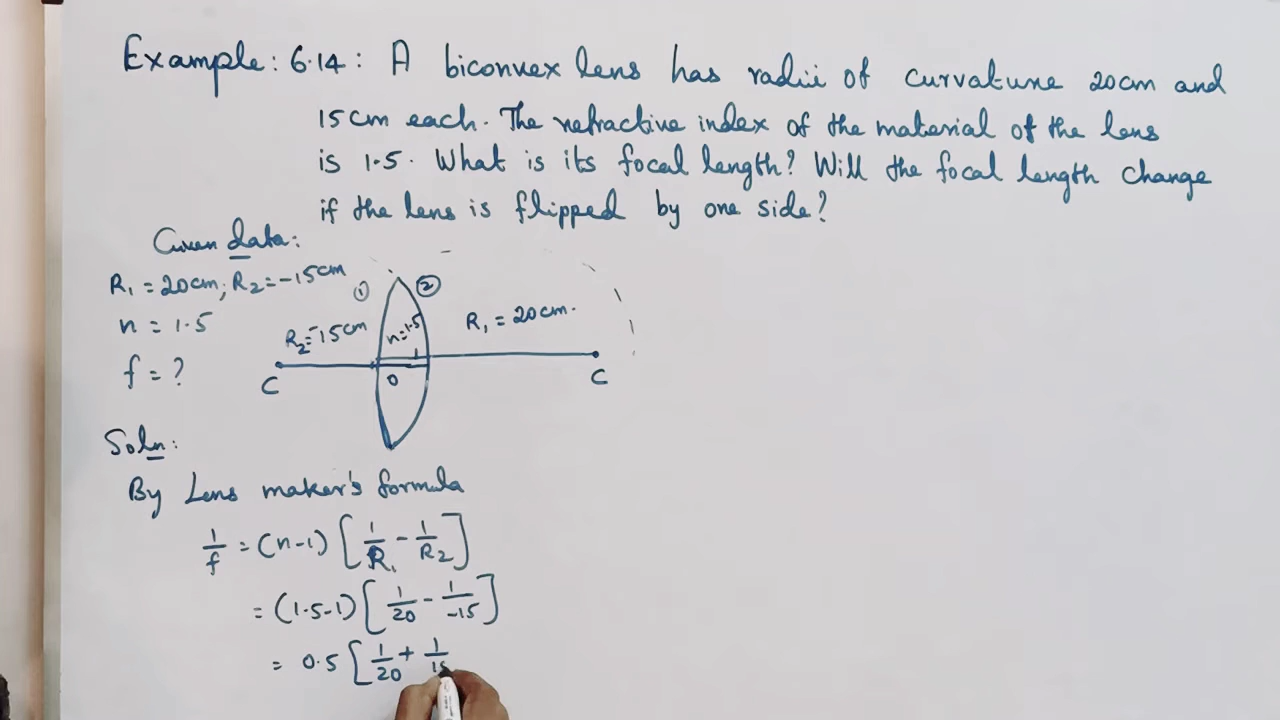 Example: 6.14: A biconvex lens has radii of curvature 20cm and
15cm each. The refractive index of the material of the lens
is 1.5. What is its focal length? Will the focal length change
if the lens is flipped by one side?
Given data:
R₁ = 20cm; R₂ = -15cm
n = 1.5
f = ?
① ②
R₂=-15cm n=1.5 R₁ = 20cm.
C O C
Soln:
By Lens maker's formula
1/f = (n-1) [1/R₁ - 1/R₂]
= (1.5-1) [1/20 - 1/-15]
= 0.5 [1/20 + 1/15